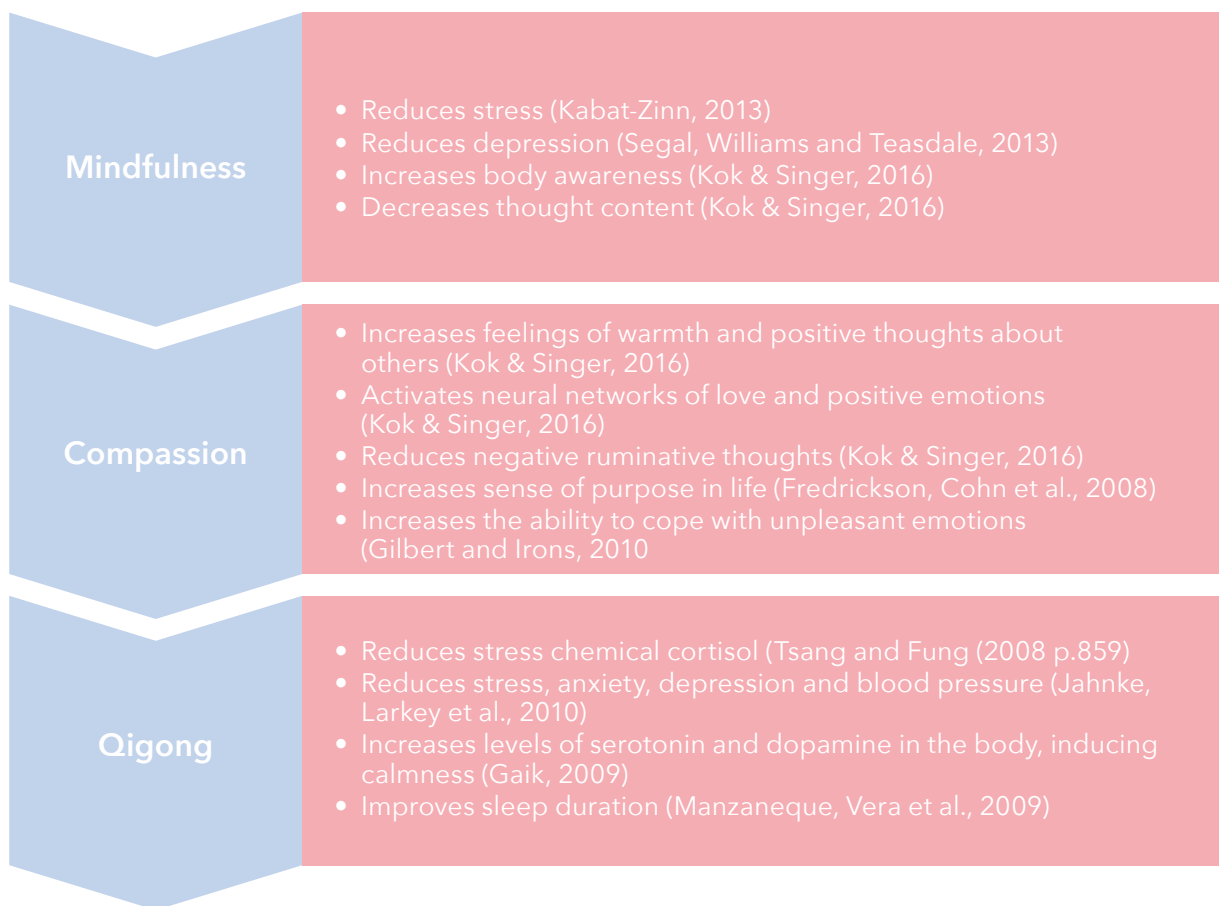 Mindfulness
• Reduces stress (Kabat-Zinn, 2013)
• Reduces depression (Segal, Williams and Teasdale, 2013)
• Increases body awareness (Kok & Singer, 2016)
• Decreases thought content (Kok & Singer, 2016)
Compassion
• Increases feelings of warmth and positive thoughts about
others (Kok & Singer, 2016)
• Activates neural networks of love and positive emotions
(Kok & Singer, 2016)
• Reduces negative ruminative thoughts (Kok & Singer, 2016)
• Increases sense of purpose in life (Fredrickson, Cohn et al., 2008)
• Increases the ability to cope with unpleasant emotions
(Gilbert and Irons, 2010
Qigong
• Reduces stress chemical cortisol (Tsang and Fung (2008 p.859)
• Reduces stress, anxiety, depression and blood pressure (Jahnke,
Larkey et al., 2010)
• Increases levels of serotonin and dopamine in the body, inducing
calmness (Gaik, 2009)
• Improves sleep duration (Manzaneque, Vera et al., 2009)